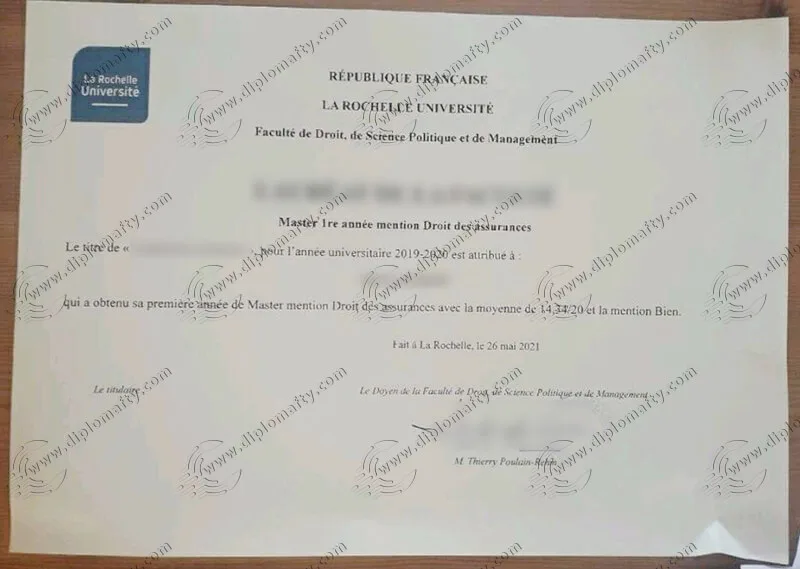 La Rochelle
Université
RÉPUBLIQUE FRANÇAISE
LA ROCHELLE UNIVERSITÉ
Faculté de Droit, de Science Politique et de Management
Master 1re année mention Droit des assurances
Le titre de « pour l'année universitaire 2019-2020 est attribué à :
qui a obtenu sa première année de Master mention Droit des assurances avec la moyenne de 14,34/20 et la mention Bien.
Fait à La Rochelle, le 26 mai 2021
Le titulaire
Le Doyen de la Faculté de Droit, de Science Politique et de Management
M. Thierry Poulain-Rehm
www.diplomafty.com